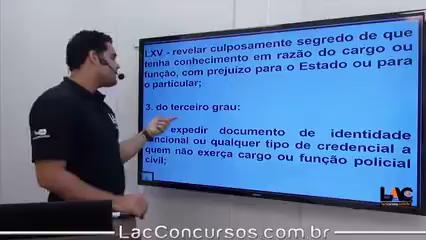 LXV - revelar culposamente segredo de que
tenha conhecimento em razão do cargo ou
função, com prejuízo para o Estado ou para
o particular;
3. do terceiro grau:
expedir documento de identidade
funcional ou qualquer tipo de credencial a
quem não exerça cargo ou função policial
civil;
LAC
LacConcursos.com.br